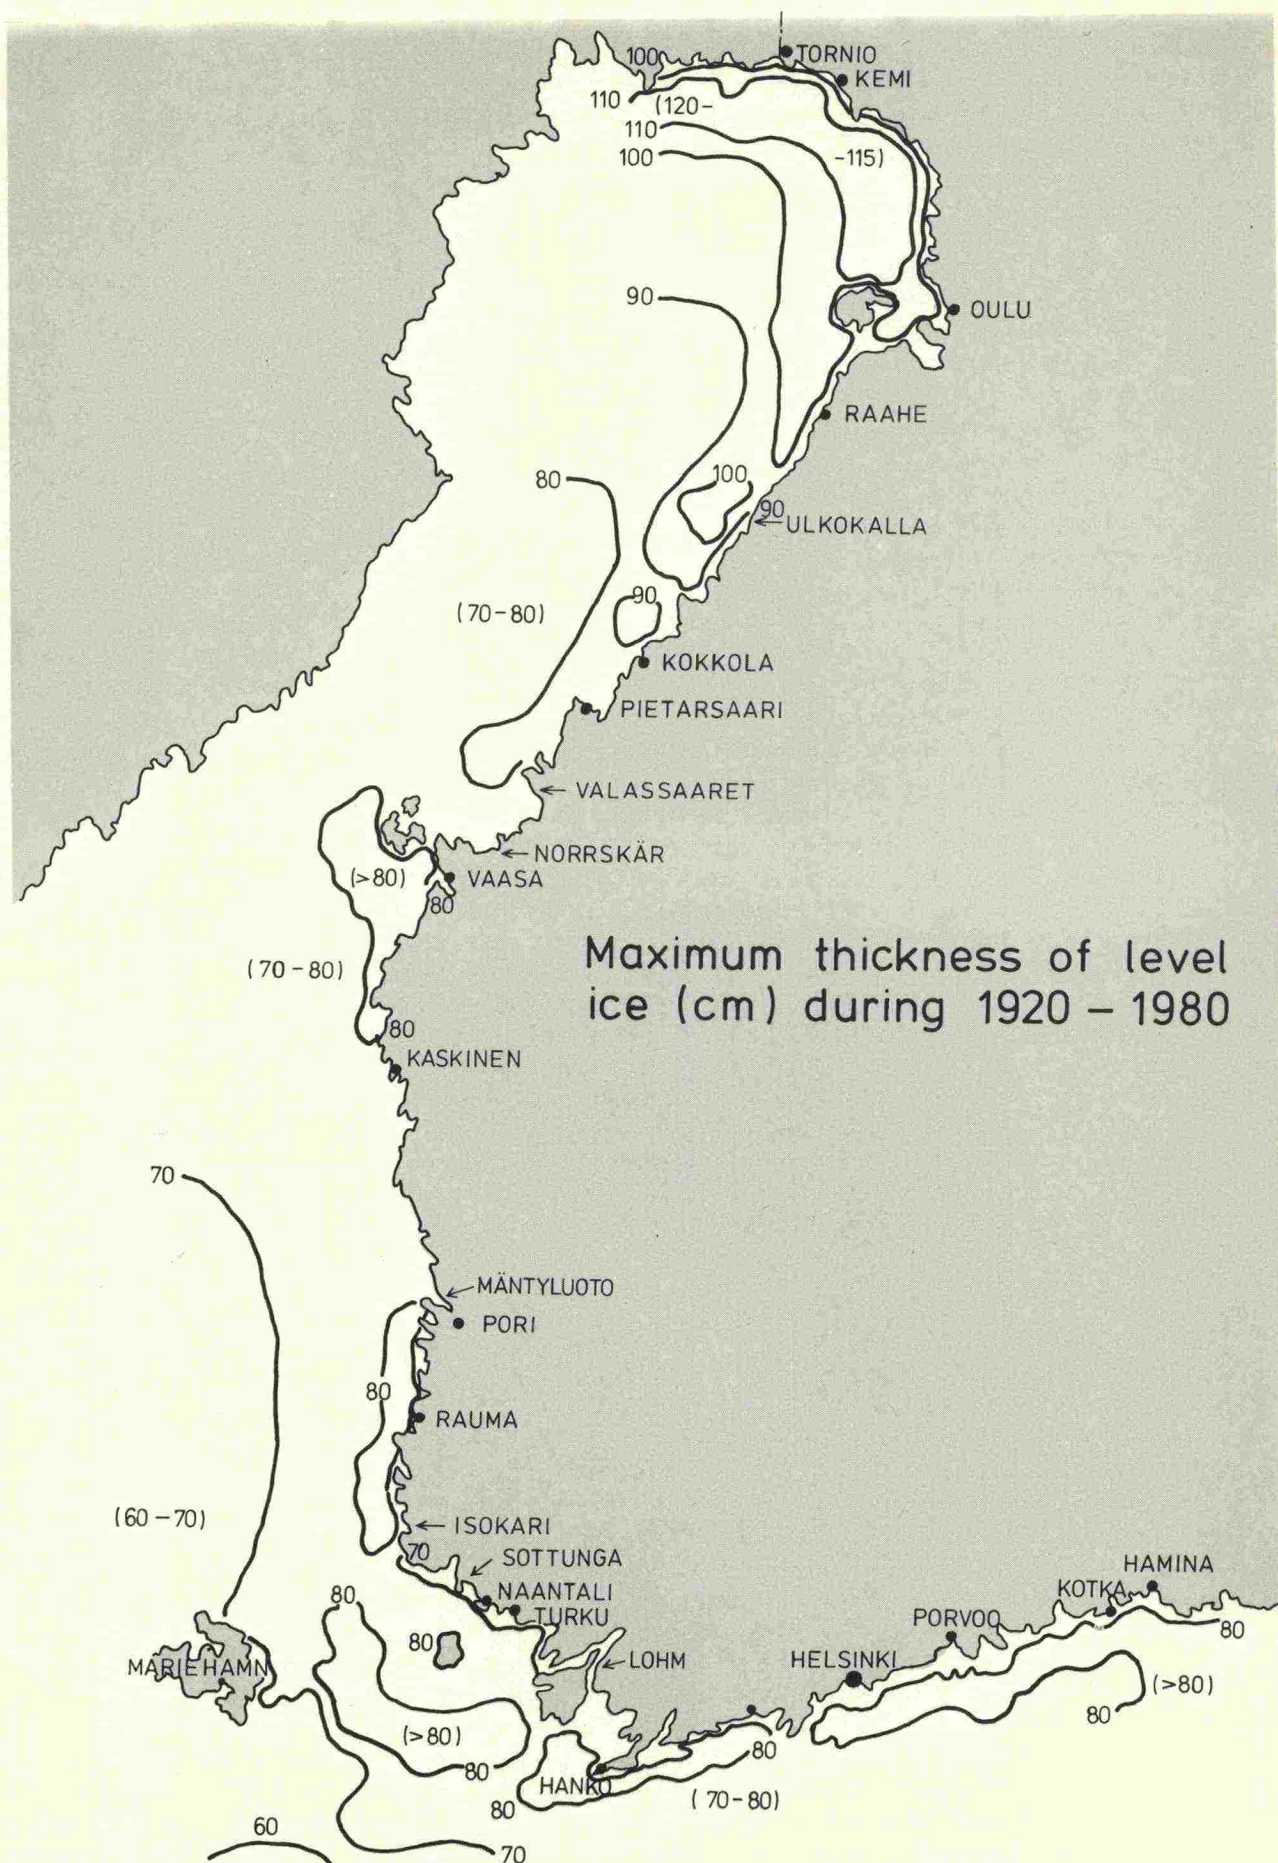 TORNIO
100
KEMI
110
(120-
110
-115)
100
90
OULU
RAAHE
80
100
90
ULKOKALLA
90
(70-80)
KOKKOLA
PIETARSAARI
VALASSAARET
NORRSKÄR
(>80)
VAASA
80
Maximum thickness of level
ice (cm) during 1920 – 1980
(70-80)
80
KASKINEN
70
MÄNTYLUOTO
PORI
80
RAUMA
(60-70)
ISOKARI
70
SOTTUNGA
HAMINA
NAANTALI
KOTKA
80
TURKU
PORVOO
80
80
LOHM
HELSINKI
MARIEHAMN
(>80)
80
(>80)
80
80
HANKO
(70-80)
80
60
70